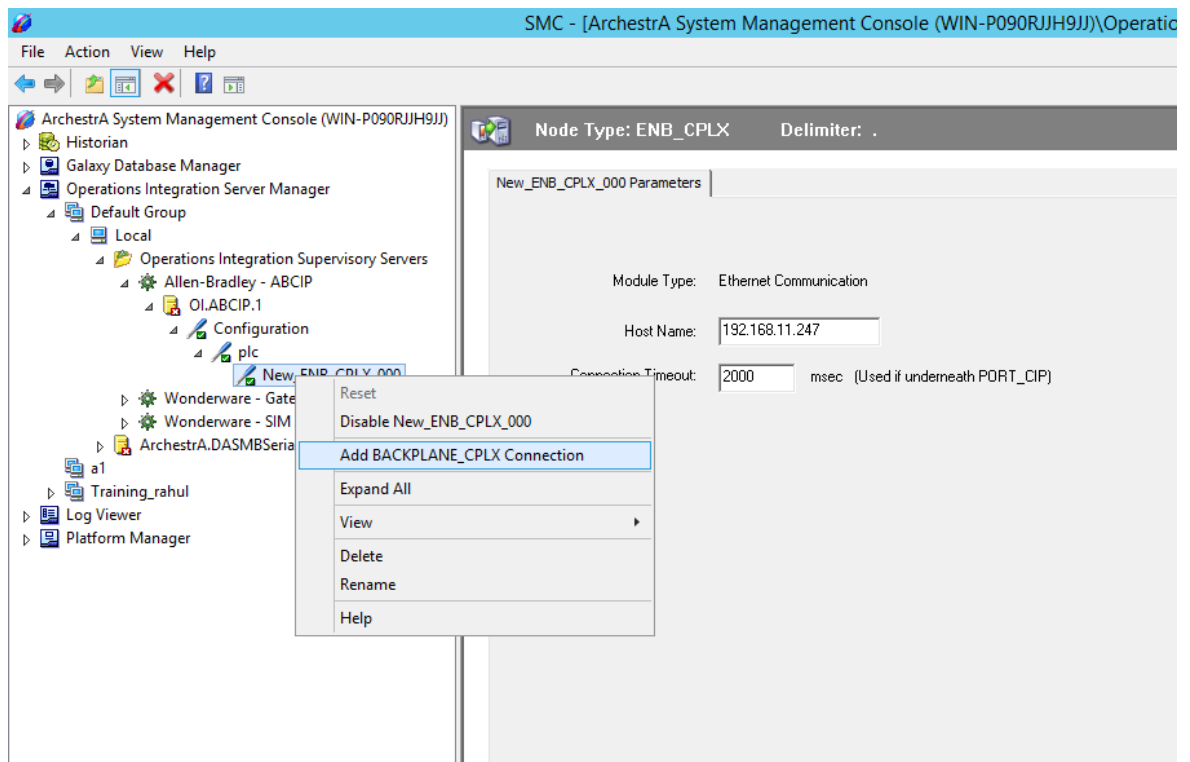 SMC - [ArchestrA System Management Console (WIN-P090RJJH9JJ)\Operatio
File Action View Help
ArchestrA System Management Console (WIN-P090RJJH9JJ)
Historian
Galaxy Database Manager
Operations Integration Server Manager
Default Group
Local
Operations Integration Supervisory Servers
Allen-Bradley - ABCIP
OI.ABCIP.1
Configuration
plc
New_ENB_CPLX_000
Wonderware - Gate
Wonderware - SIM
ArchestrA.DASMBSeria
a1
Training_rahul
Log Viewer
Platform Manager
Reset
Disable New_ENB_CPLX_000
Add BACKPLANE_CPLX Connection
Expand All
View
Delete
Rename
Help
Node Type: ENB_CPLX Delimiter: .
New_ENB_CPLX_000 Parameters
Module Type: Ethernet Communication
Host Name: 192.168.11.247
Connection Timeout: 2000 msec (Used if underneath PORT_CIP)